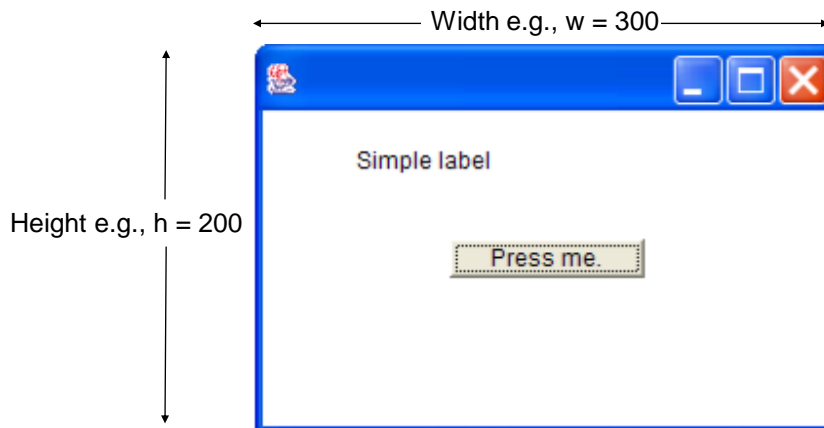 Width e.g., w = 300
Simple label
Height e.g., h = 200
Press me.